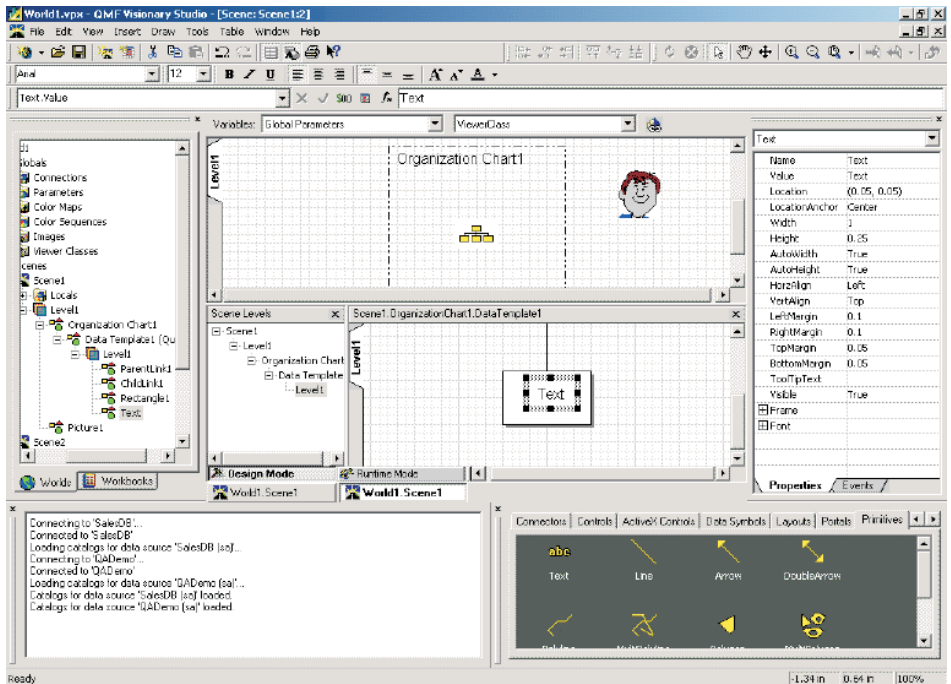 World1.vpx - QMF Visionary Studio - [Scene: Scene1:2]
File Edit View Insert Draw Tools Table Window Help
Arial 12 B I U A A A
Text.Value Text
Variables: Global Parameters ViewerClass
Connections
Parameters
Color Maps
Color Sequences
Images
Viewer Classes
Scene1
Locals
Level1
Organization Chart1
Data Template1 (Qu
Level1
ParentLink1
ChildLink1
Rectangle1
Text
Picture1
Scene2
Worlds Workbooks
Level1
Organization Chart1
Scene Levels
Scene1
Level1
Organization Chart
Data Template
Level1
Scene1.OrganizationChart1.DataTemplate1
Level1
Text
Design Mode Runtime Mode
World1.Scene1 World1.Scene1
Text
Name Text
Value Text
Location (0.05, 0.05)
LocationAnchor Center
Width 1
Height 0.25
AutoWidth True
AutoHeight True
HorzAlign Left
VertAlign Top
LeftMargin 0.1
RightMargin 0.1
TopMargin 0.05
BottomMargin 0.05
ToolTipText
Visible True
Frame
Font
Properties Events
Connecting to 'SalesDB'...
Connected to 'SalesDB'
Loading catalogs for data source 'SalesDB (sa)'...
Connecting to 'QADemo'...
Connected to 'QADemo'
Loading catalogs for data source 'QADemo (sa)'...
Catalogs for data source 'SalesDB (sa)' loaded.
Catalogs for data source 'QADemo (sa)' loaded.
Connectors Controls ActiveX Controls Data Symbols Layouts Portals Primitives
abc
Text Line Arrow DoubleArrow
Ready -1.34 in 0.64 in 100%